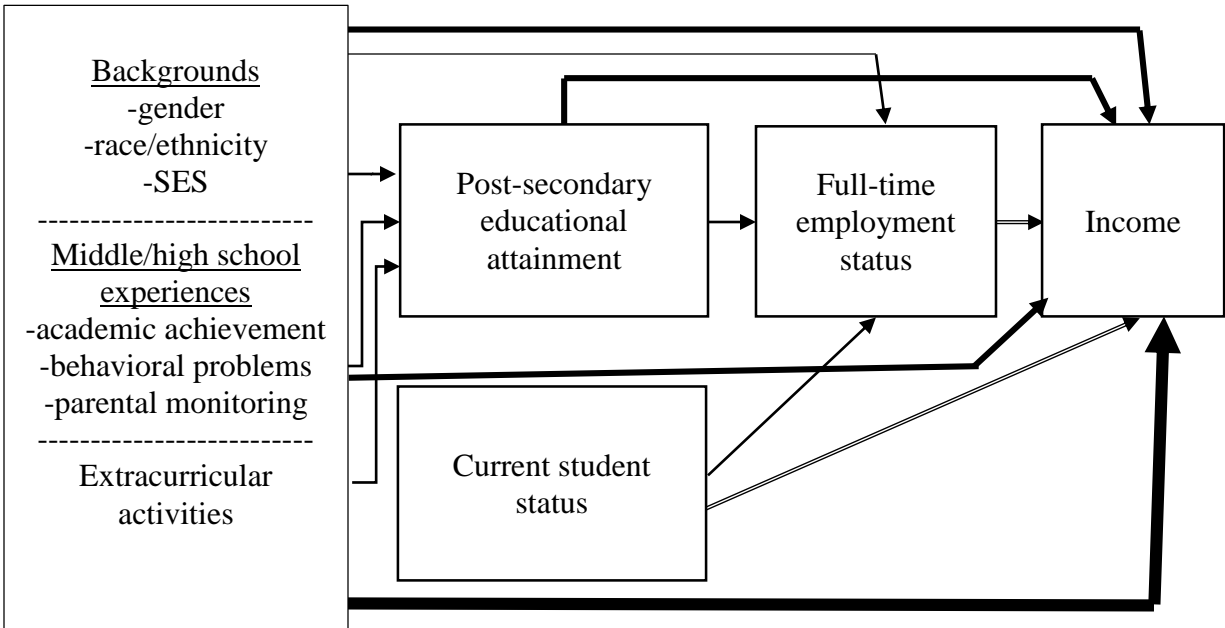 Backgrounds
-gender
-race/ethnicity
-SES
---------------------------
Middle/high school
experiences
-academic achievement
-behavioral problems
-parental monitoring
---------------------------
Extracurricular
activities
Post-secondary
educational
attainment
Full-time
employment
status
Income
Current student
status